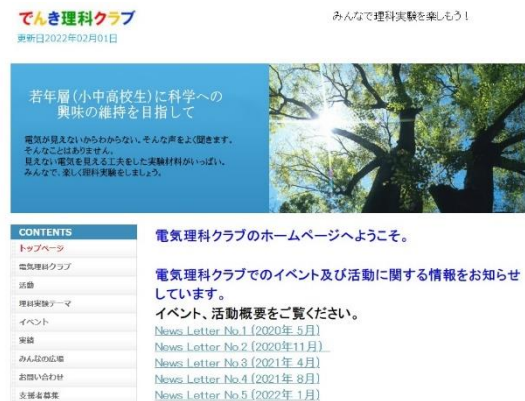 でんき理科クラブ
更新日2022年02月01日
みんなで理科実験を楽しもう！
若年層(小中高校生)に科学への
興味の維持を目指して
電気が見えないからわからない。そんな声をよく聞きます。
そんなことはありません。
見えない電気を見える工夫をした実験材料がいっぱい。
みんなで、楽しく理科実験をしましょう。
CONTENTS
トップページ
電気理科クラブ
活動
理科実験テーマ
イベント
実績
みんなの広場
お問い合わせ
支援者募集
電気理科クラブのホームページへようこそ。
電気理科クラブでのイベント及び活動に関する情報をお知らせ
しています。
イベント、活動概要をご覧ください。
News Letter No.1 (2020年 5月)
News Letter No.2 (2020年11月)
News Letter No.3 (2021年 4月)
News Letter No.4 (2021年 8月)
News Letter No.5 (2022年 1月)